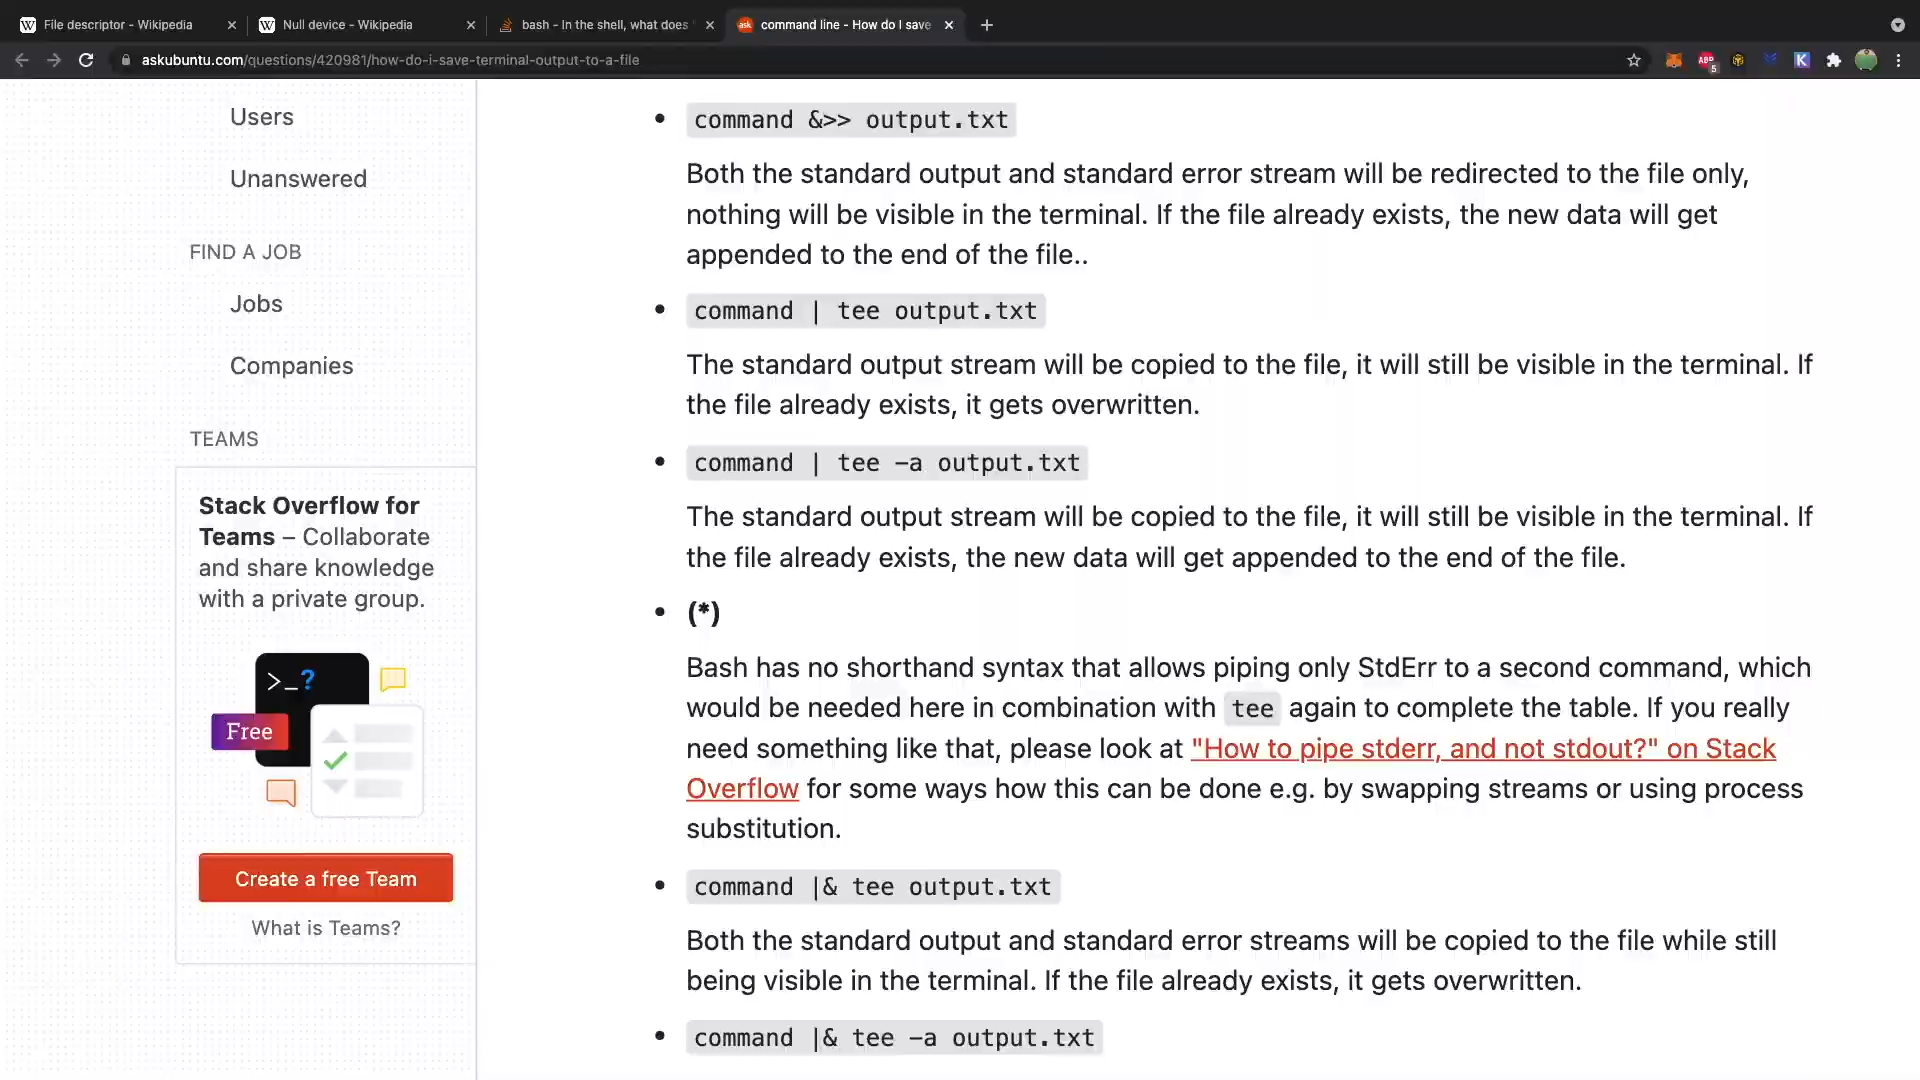 File descriptor - Wikipedia
Null device - Wikipedia
bash - In the shell, what does
command line - How do I save
askubuntu.com/questions/420981/how-do-i-save-terminal-output-to-a-file
ABP
5
K
Users
Unanswered
FIND A JOB
Jobs
Companies
TEAMS
Stack Overflow for
Teams – Collaborate
and share knowledge
with a private group.
>_?
Free
Create a free Team
What is Teams?
command &>> output.txt
Both the standard output and standard error stream will be redirected to the file only,
nothing will be visible in the terminal. If the file already exists, the new data will get
appended to the end of the file..
command | tee output.txt
The standard output stream will be copied to the file, it will still be visible in the terminal. If
the file already exists, it gets overwritten.
command | tee -a output.txt
The standard output stream will be copied to the file, it will still be visible in the terminal. If
the file already exists, the new data will get appended to the end of the file.
(*)
Bash has no shorthand syntax that allows piping only StdErr to a second command, which
would be needed here in combination with tee again to complete the table. If you really
need something like that, please look at "How to pipe stderr, and not stdout?" on Stack
Overflow for some ways how this can be done e.g. by swapping streams or using process
substitution.
command |& tee output.txt
Both the standard output and standard error streams will be copied to the file while still
being visible in the terminal. If the file already exists, it gets overwritten.
command |& tee -a output.txt